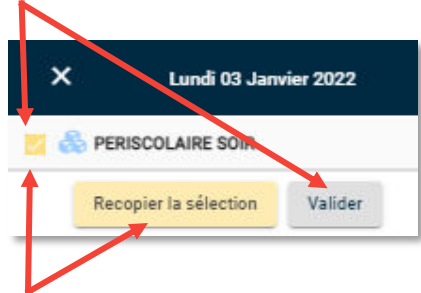 Lundi 03 Janvier 2022
PERISCOLAIRE SOIR
Recopier la sélection Valider